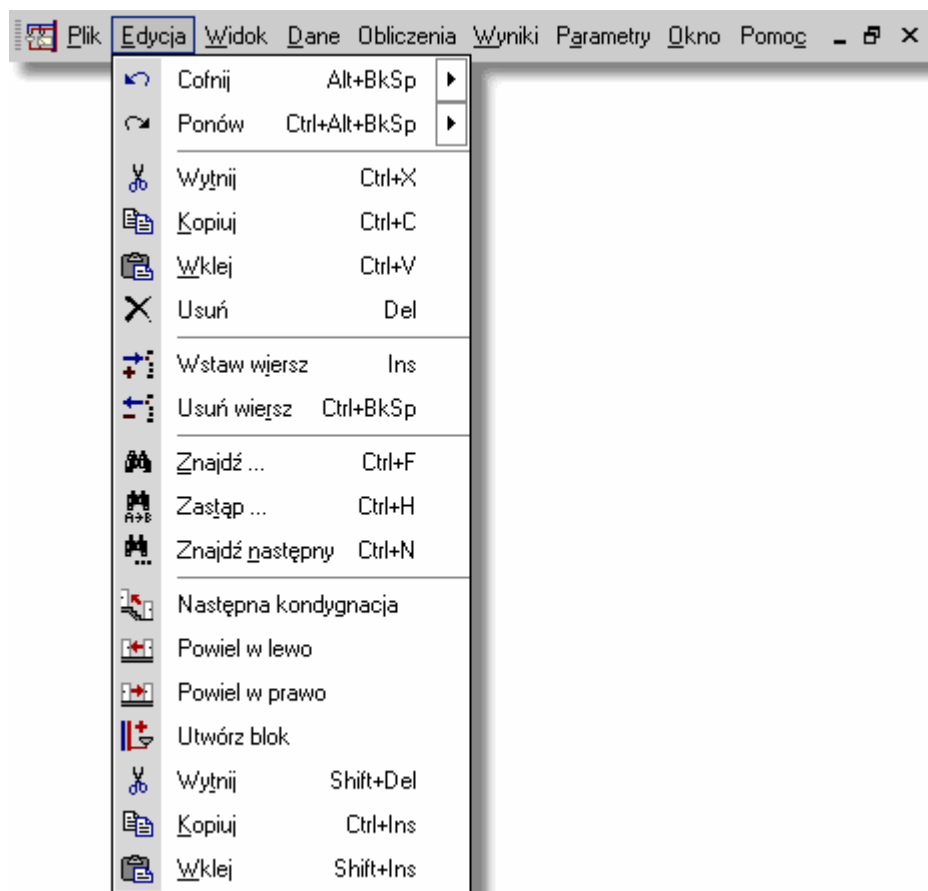 Plik Edycja Widok Dane Obliczenia Wyniki Parametry Okno Pomoc
Cofnij Alt+BkSp
Ponów Ctrl+Alt+BkSp
Wytnij Ctrl+X
Kopiuj Ctrl+C
Wklej Ctrl+V
Usuń Del
Wstaw wiersz Ins
Usuń wiersz Ctrl+BkSp
Znajdź ... Ctrl+F
Zastąp ... Ctrl+H
Znajdź następny Ctrl+N
Następna kondygnacja
Powiel w lewo
Powiel w prawo
Utwórz blok
Wytnij Shift+Del
Kopiuj Ctrl+Ins
Wklej Shift+Ins